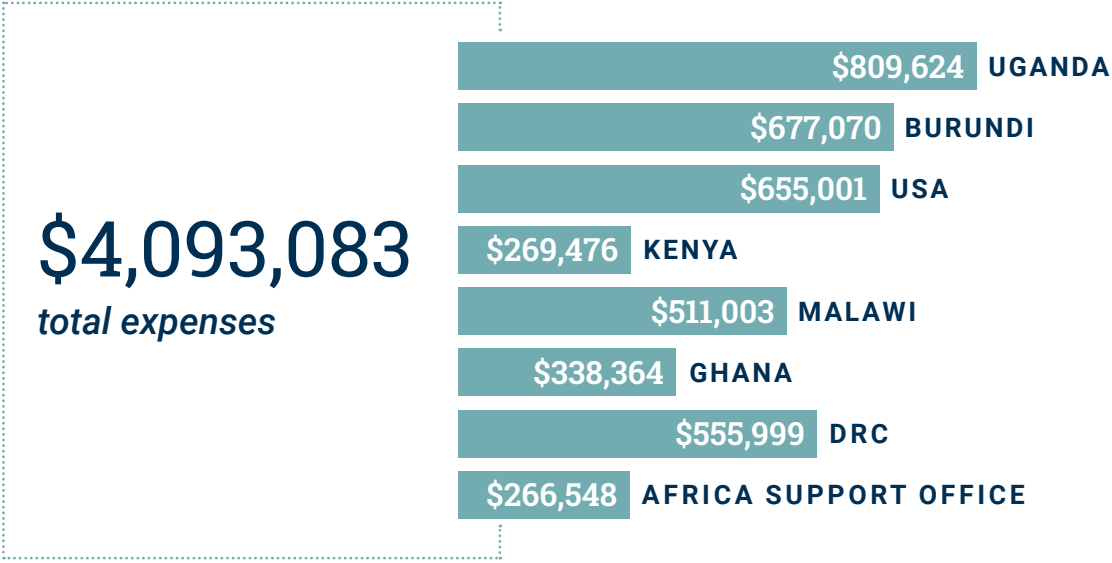 $4,093,083
total expenses
$809,624 UGANDA
$677,070 BURUNDI
$655,001 USA
$269,476 KENYA
$511,003 MALAWI
$338,364 GHANA
$555,999 DRC
$266,548 AFRICA SUPPORT OFFICE